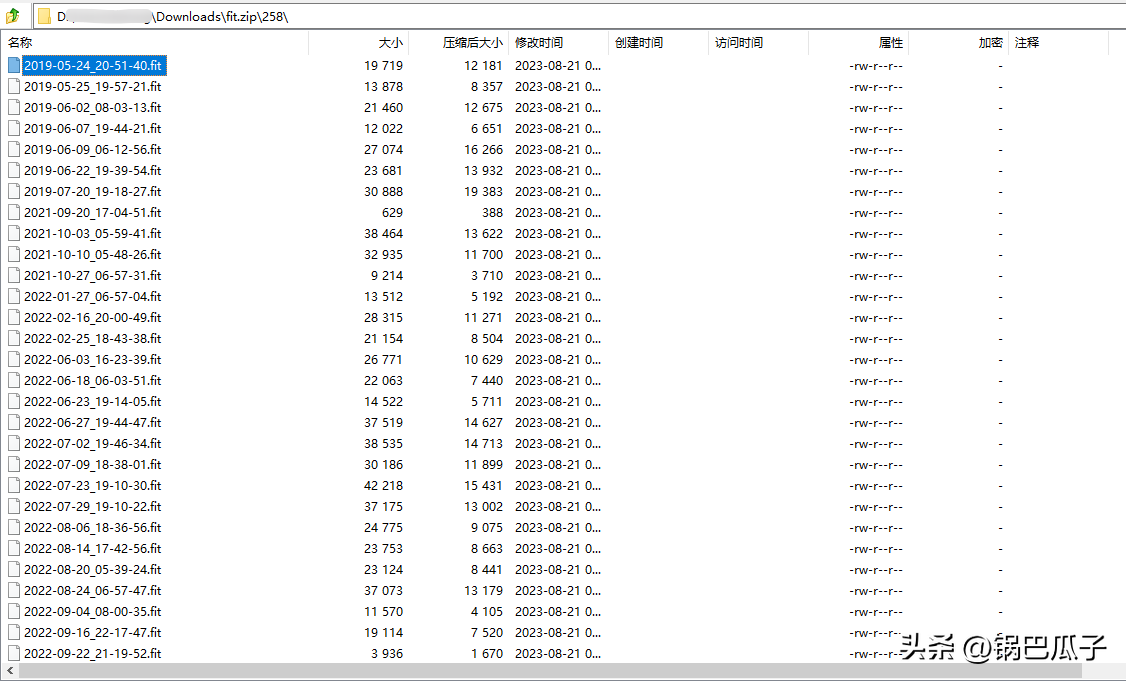 D:\ \Downloads\fit.zip\258\
名称 大小 压缩后大小 修改时间 创建时间 访问时间 属性 加密 注释
2019-05-24_20-51-40.fit 19 719 12 181 2023-08-21 0... -rw-r--r-- -
2019-05-25_19-57-21.fit 13 878 8 357 2023-08-21 0... -rw-r--r-- -
2019-06-02_08-03-13.fit 21 460 12 675 2023-08-21 0... -rw-r--r-- -
2019-06-07_19-44-21.fit 12 022 6 651 2023-08-21 0... -rw-r--r-- -
2019-06-09_06-12-56.fit 27 074 16 266 2023-08-21 0... -rw-r--r-- -
2019-06-22_19-39-54.fit 23 681 13 932 2023-08-21 0... -rw-r--r-- -
2019-07-20_19-18-27.fit 30 888 19 383 2023-08-21 0... -rw-r--r-- -
2021-09-20_17-04-51.fit 629 388 2023-08-21 0... -rw-r--r-- -
2021-10-03_05-59-41.fit 38 464 13 622 2023-08-21 0... -rw-r--r-- -
2021-10-10_05-48-26.fit 32 935 11 700 2023-08-21 0... -rw-r--r-- -
2021-10-27_06-57-31.fit 9 214 3 710 2023-08-21 0... -rw-r--r-- -
2022-01-27_06-57-04.fit 13 512 5 192 2023-08-21 0... -rw-r--r-- -
2022-02-16_20-00-49.fit 28 315 11 271 2023-08-21 0... -rw-r--r-- -
2022-02-25_18-43-38.fit 21 154 8 504 2023-08-21 0... -rw-r--r-- -
2022-06-03_16-23-39.fit 26 771 10 629 2023-08-21 0... -rw-r--r-- -
2022-06-18_06-03-51.fit 22 063 7 440 2023-08-21 0... -rw-r--r-- -
2022-06-23_19-14-05.fit 14 522 5 711 2023-08-21 0... -rw-r--r-- -
2022-06-27_19-44-47.fit 37 519 14 627 2023-08-21 0... -rw-r--r-- -
2022-07-02_19-46-34.fit 38 535 14 713 2023-08-21 0... -rw-r--r-- -
2022-07-09_18-38-01.fit 30 186 11 899 2023-08-21 0... -rw-r--r-- -
2022-07-23_19-10-30.fit 42 218 15 431 2023-08-21 0... -rw-r--r-- -
2022-07-29_19-10-22.fit 37 175 13 002 2023-08-21 0... -rw-r--r-- -
2022-08-06_18-36-56.fit 24 775 9 075 2023-08-21 0... -rw-r--r-- -
2022-08-14_17-42-56.fit 23 753 8 663 2023-08-21 0... -rw-r--r-- -
2022-08-20_05-39-24.fit 23 124 8 441 2023-08-21 0... -rw-r--r-- -
2022-08-24_06-57-47.fit 37 073 13 179 2023-08-21 0... -rw-r--r-- -
2022-09-04_08-00-35.fit 11 570 4 105 2023-08-21 0... -rw-r--r-- -
2022-09-16_22-17-47.fit 19 114 7 520 2023-08-21 0... -rw-r--r-- -
2022-09-22_21-19-52.fit 3 936 1 670 2023-08-21 0... -rw-r--r-- -
头条 @锅巴瓜子